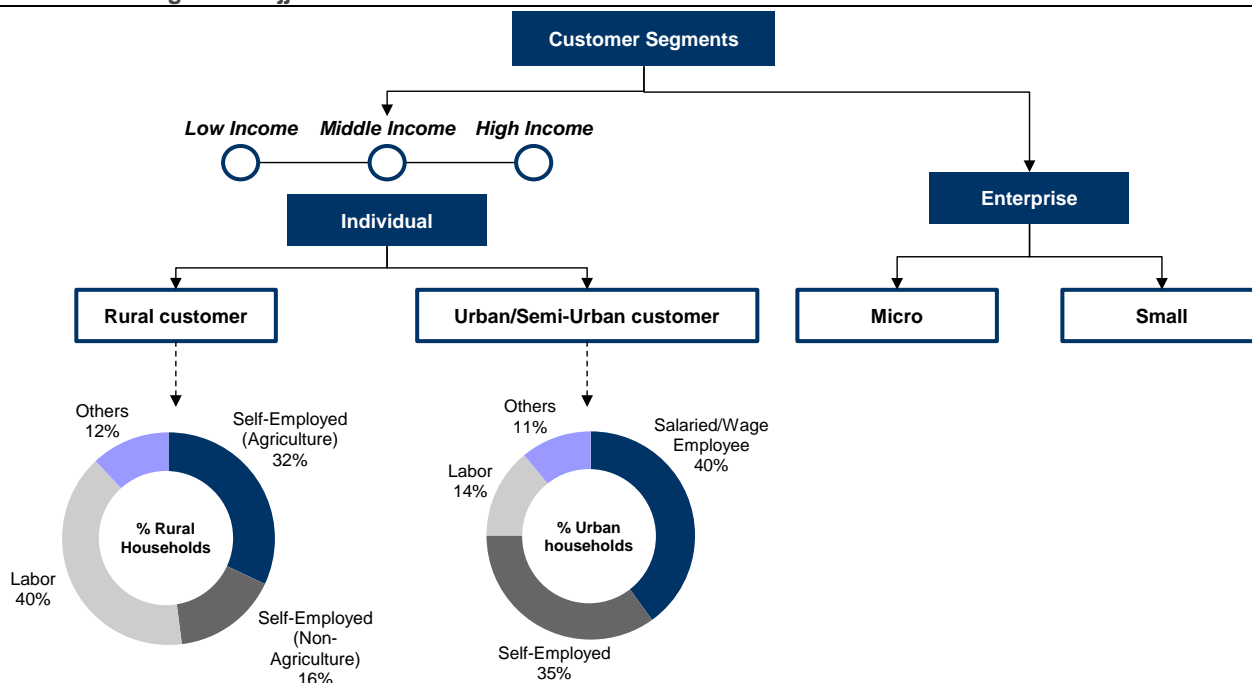 Customer Segments
Low Income
Middle Income
High Income
Individual
Enterprise
Rural customer
Urban/Semi-Urban customer
Micro
Small
Others
12%
Self-Employed
(Agriculture)
32%
% Rural
Households
Labor
40%
Self-Employed
(Non-
Agriculture)
16%
Others
11%
Salaried/Wage
Employee
40%
Labor
14%
% Urban
households
Self-Employed
35%